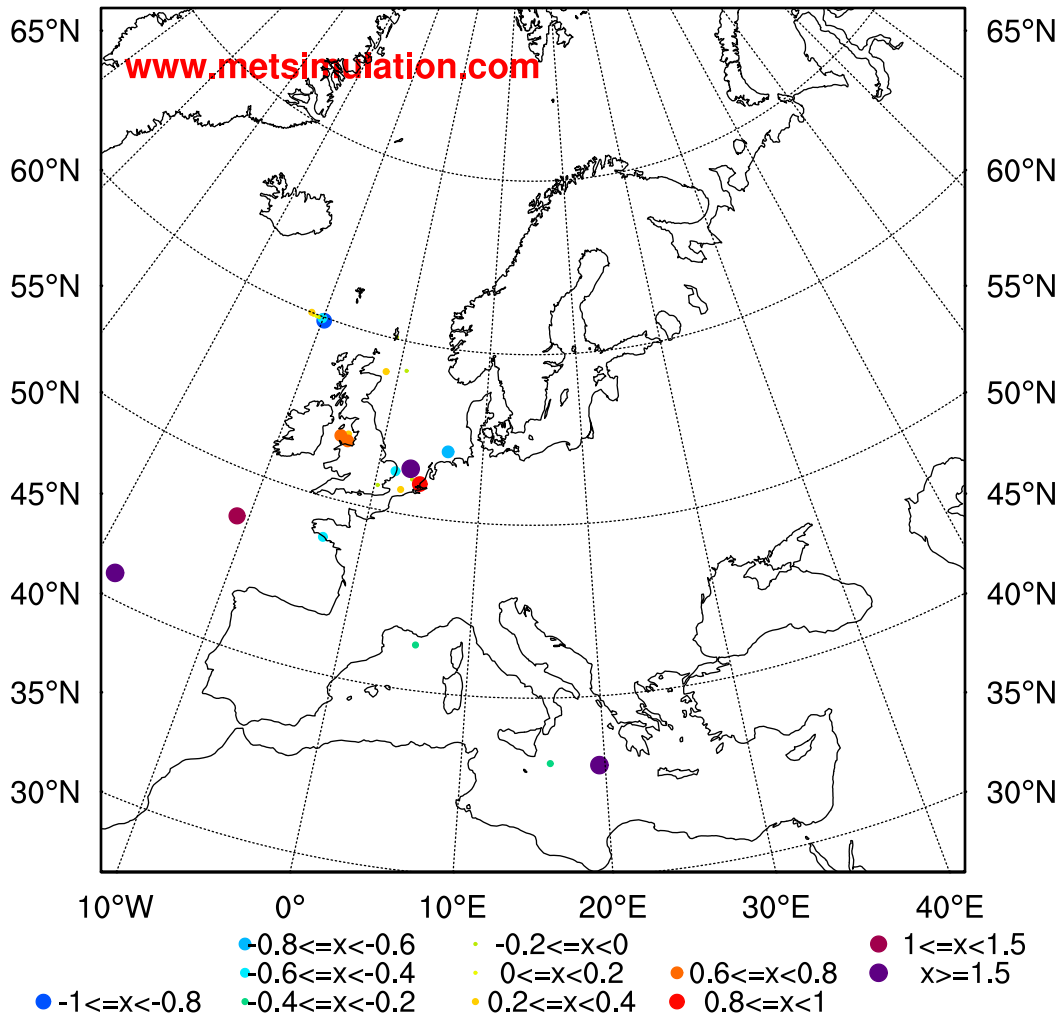 65°N 65°N
www.metsimulation.com
60°N 60°N
55°N 55°N
50°N 50°N
45°N 45°N
40°N 40°N
35°N 35°N
30°N 30°N
10°W 0° 10°E 20°E 30°E 40°E
-0.8<=x<-0.6 -0.2<=x<0 1<=x<1.5
-0.6<=x<-0.4 0<=x<0.2 0.6<=x<0.8 x>=1.5
-1<=x<-0.8 -0.4<=x<-0.2 0.2<=x<0.4 0.8<=x<1